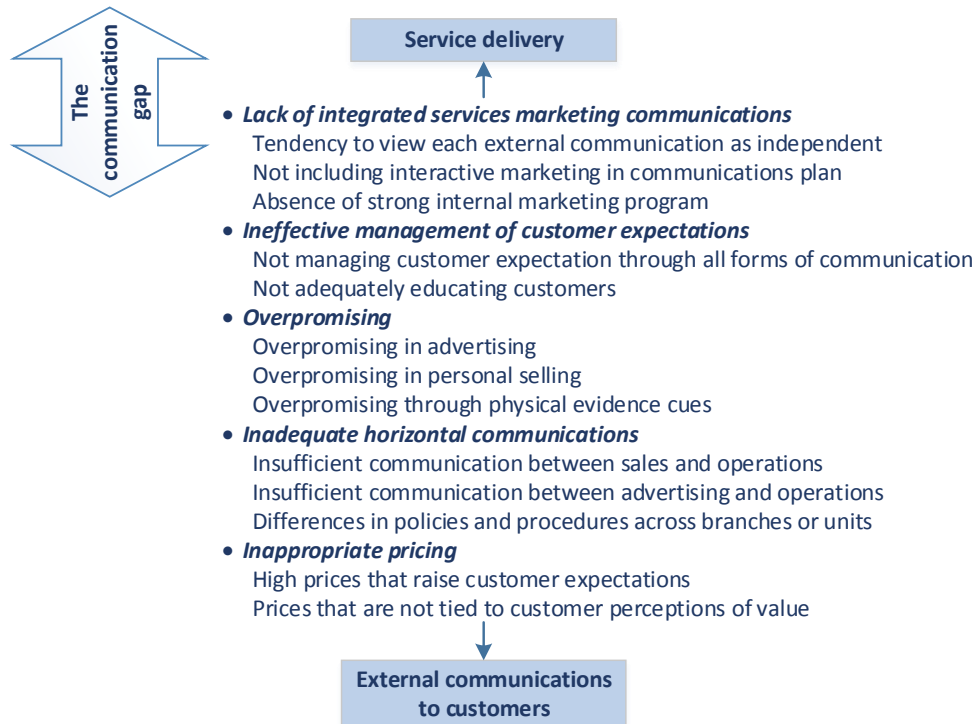 The
communication
gap
Service delivery
• Lack of integrated services marketing communications
Tendency to view each external communication as independent
Not including interactive marketing in communications plan
Absence of strong internal marketing program
• Ineffective management of customer expectations
Not managing customer expectation through all forms of communication
Not adequately educating customers
• Overpromising
Overpromising in advertising
Overpromising in personal selling
Overpromising through physical evidence cues
• Inadequate horizontal communications
Insufficient communication between sales and operations
Insufficient communication between advertising and operations
Differences in policies and procedures across branches or units
• Inappropriate pricing
High prices that raise customer expectations
Prices that are not tied to customer perceptions of value
External communications
to customers